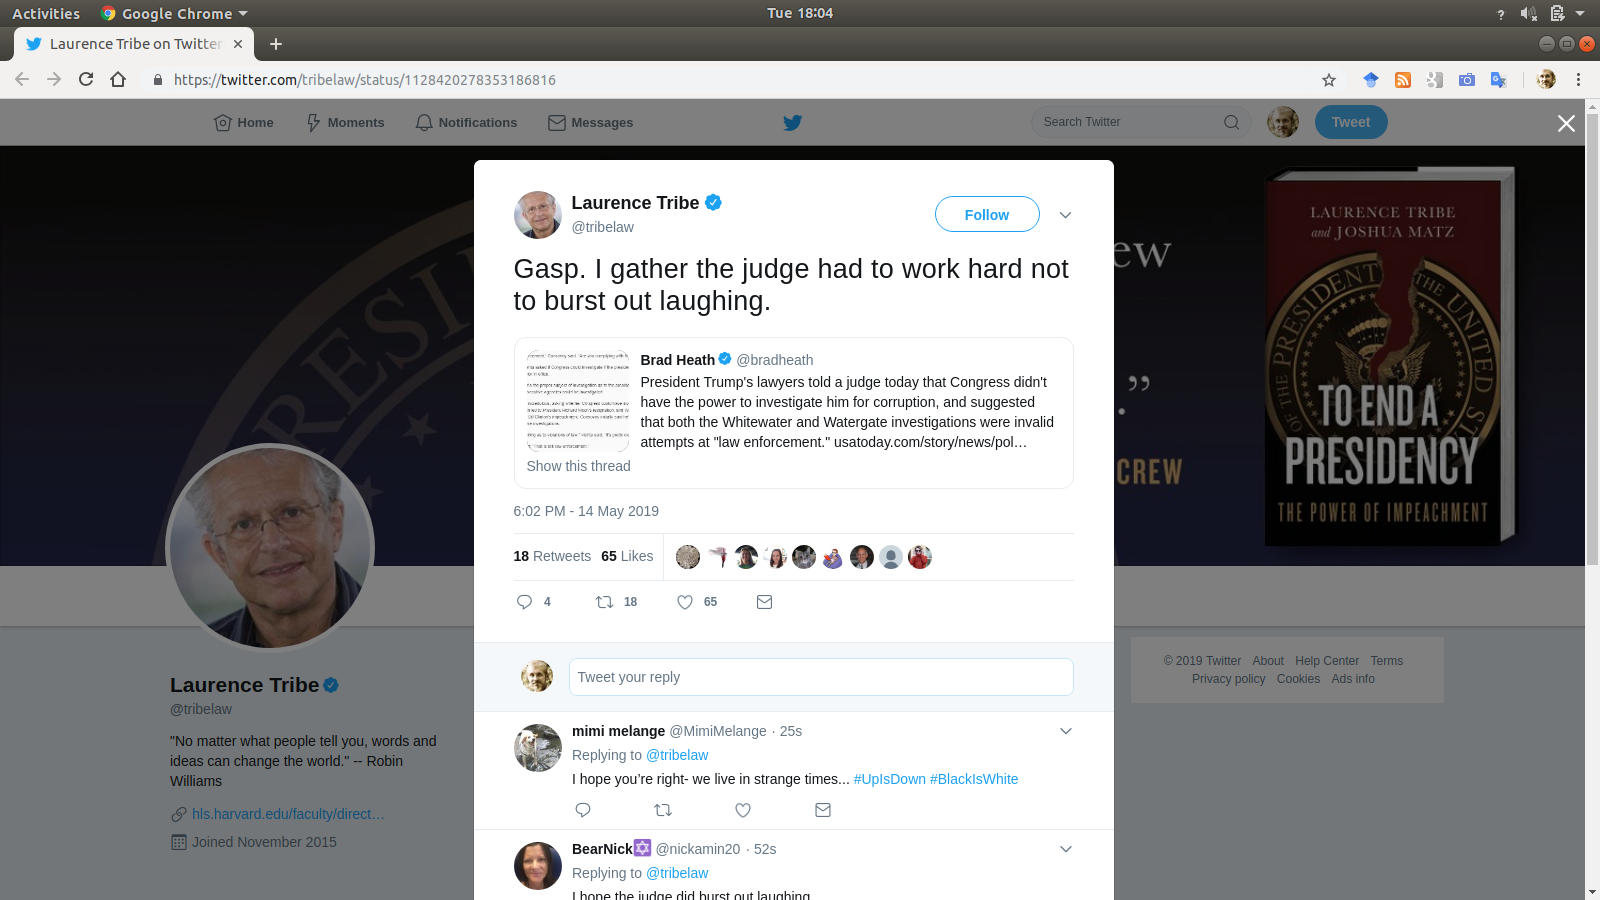 Activities Google Chrome Tue 18:04
Laurence Tribe on Twitter
https://twitter.com/tribelaw/status/1128420278353186816
Home Moments Notifications Messages Search Twitter Tweet
Laurence Tribe
@tribelaw
Follow
Gasp. I gather the judge had to work hard not
to burst out laughing.
Brad Heath @bradheath
President Trump's lawyers told a judge today that Congress didn't
have the power to investigate him for corruption, and suggested
that both the Whitewater and Watergate investigations were invalid
attempts at "law enforcement." usatoday.com/story/news/pol…
Show this thread
6:02 PM - 14 May 2019
18 Retweets 65 Likes
4 18 65
Tweet your reply
mimi melange @MimiMelange · 25s
Replying to @tribelaw
I hope you’re right- we live in strange times... #UpIsDown #BlackIsWhite
BearNick @nickamin20 · 52s
Replying to @tribelaw
I hope the judge did burst out laughing
Laurence Tribe
@tribelaw
"No matter what people tell you, words and
ideas can change the world." -- Robin
Williams
hls.harvard.edu/faculty/direct…
Joined November 2015
ew
.”
CREW
LAURENCE TRIBE
and JOSHUA MATZ
THE PRESIDENT THE UNITED
TO END A
PRESIDENCY
THE POWER OF IMPEACHMENT
© 2019 Twitter About Help Center Terms
Privacy policy Cookies Ads info